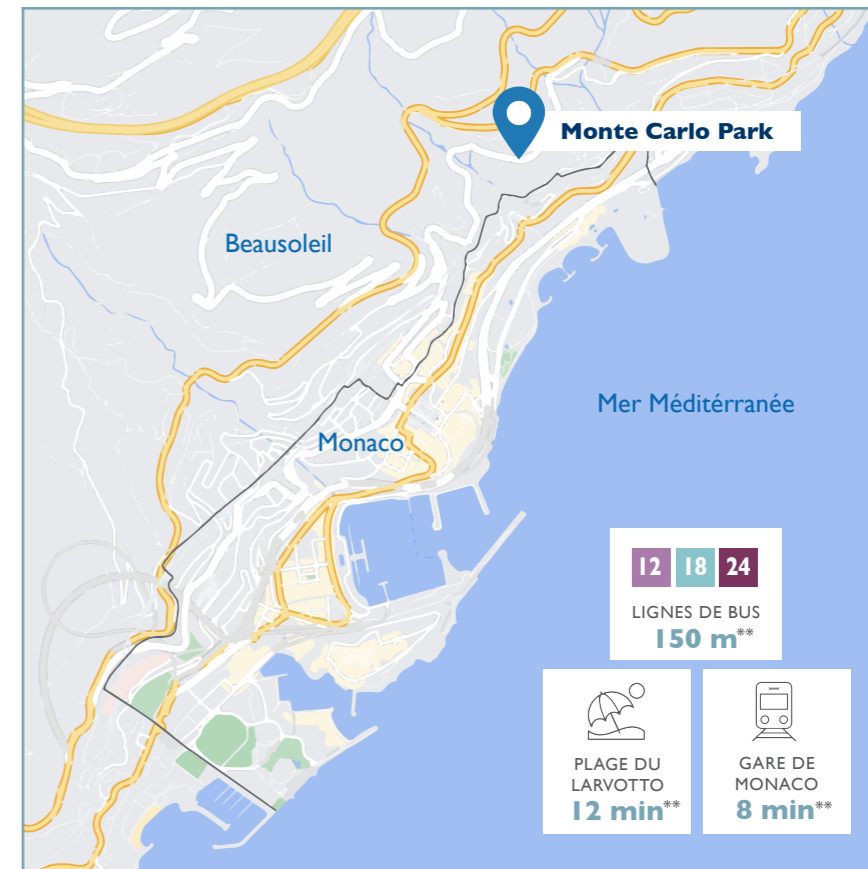 Monte Carlo Park
Beausoleil
Mer Méditérranée
Monaco
12 18 24
LIGNES DE BUS
150 m**
PLAGE DU
LARVOTTO
12 min**
GARE DE
MONACO
8 min**